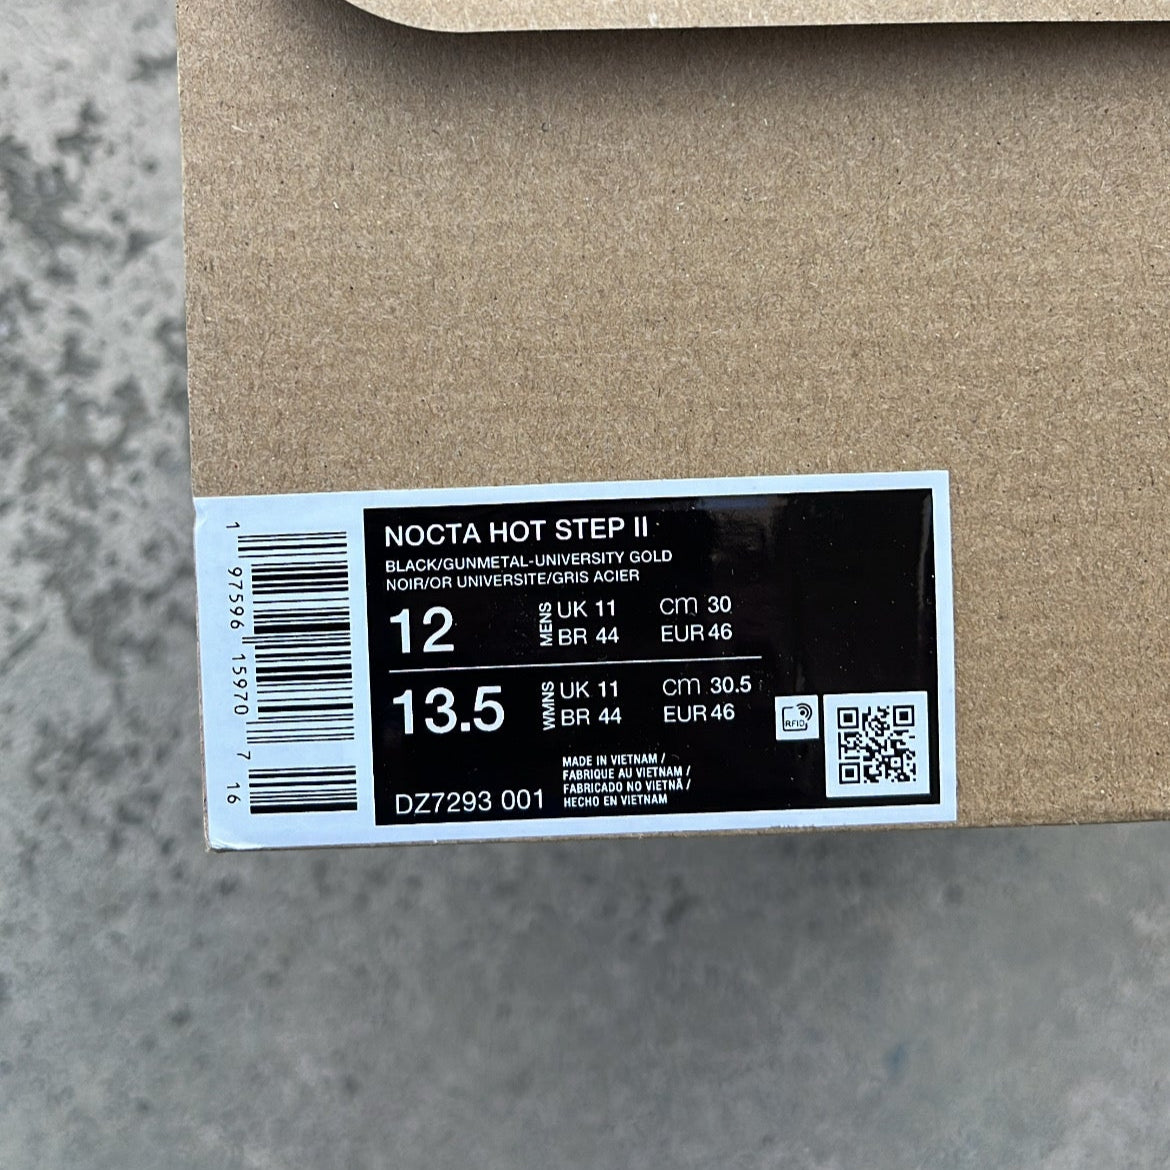 NOCTA HOT STEP II
BLACK/GUNMETAL-UNIVERSITY GOLD
NOIR/OR UNIVERSITE/GRIS ACIER
12 MENS UK 11 cm 30
BR 44 EUR 46
13.5 WMNS UK 11 cm 30.5
BR 44 EUR 46
MADE IN VIETNAM /
FABRIQUE AU VIETNAM /
FABRICADO NO VIETNÃ /
HECHO EN VIETNAM
DZ7293 001
RFID
1 97596 15970 7 16